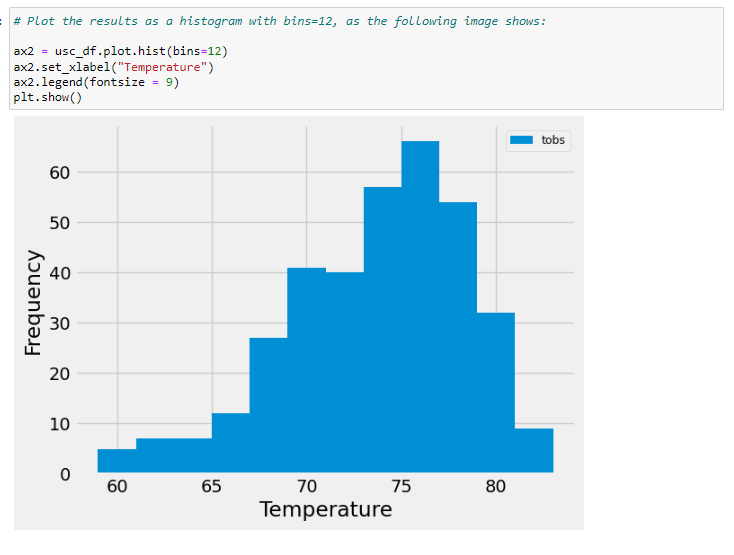 # Plot the results as a histogram with bins=12, as the following image shows:
ax2 = usc_df.plot.hist(bins=12)
ax2.set_xlabel("Temperature")
ax2.legend(fontsize = 9)
plt.show()
tobs
60
50
40
30
20
10
0
Frequency
60 65 70 75 80
Temperature